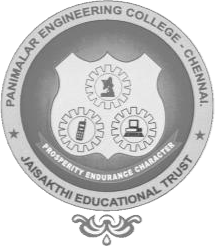 PANIMALAR ENGINEERING COLLEGE - CHENNAI.
PROSPERITY ENDURANCE CHARACTER
JAISAKTHI EDUCATIONAL TRUST